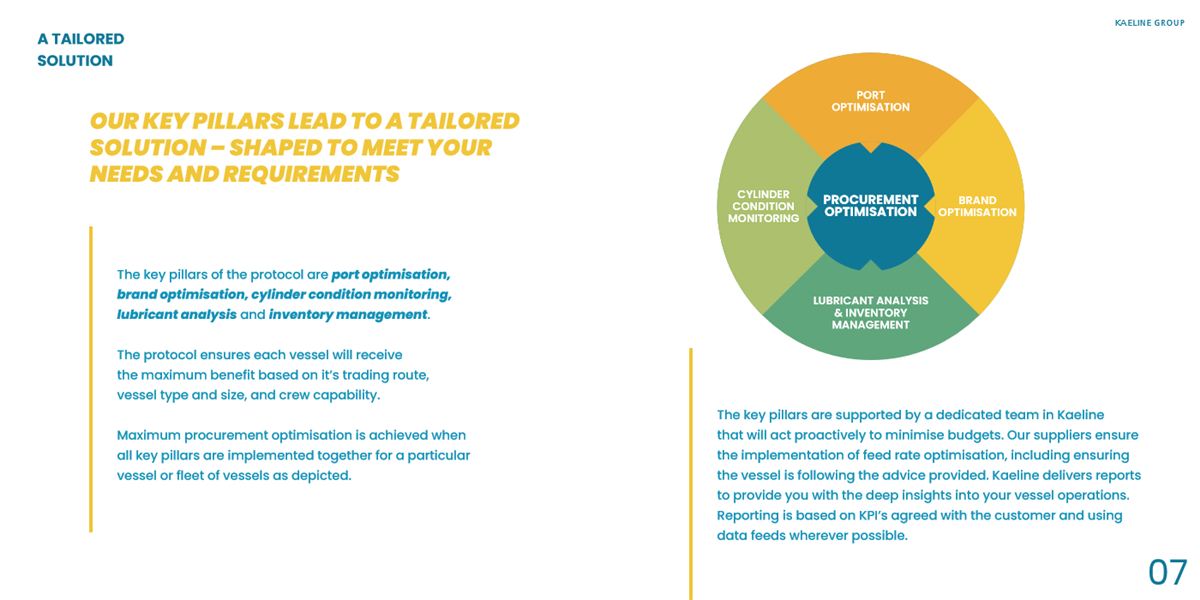 A TAILORED
SOLUTION
KAELINE GROUP
OUR KEY PILLARS LEAD TO A TAILORED
SOLUTION – SHAPED TO MEET YOUR
NEEDS AND REQUIREMENTS
The key pillars of the protocol are port optimisation,
brand optimisation, cylinder condition monitoring,
lubricant analysis and inventory management.
The protocol ensures each vessel will receive
the maximum benefit based on it's trading route,
vessel type and size, and crew capability.
Maximum procurement optimisation is achieved when
all key pillars are implemented together for a particular
vessel or fleet of vessels as depicted.
PORT
OPTIMISATION
CYLINDER
CONDITION
MONITORING
PROCUREMENT
OPTIMISATION
BRAND
OPTIMISATION
LUBRICANT ANALYSIS
& INVENTORY
MANAGEMENT
The key pillars are supported by a dedicated team in Kaeline
that will act proactively to minimise budgets. Our suppliers ensure
the implementation of feed rate optimisation, including ensuring
the vessel is following the advice provided. Kaeline delivers reports
to provide you with the deep insights into your vessel operations.
Reporting is based on KPI's agreed with the customer and using
data feeds wherever possible.
07